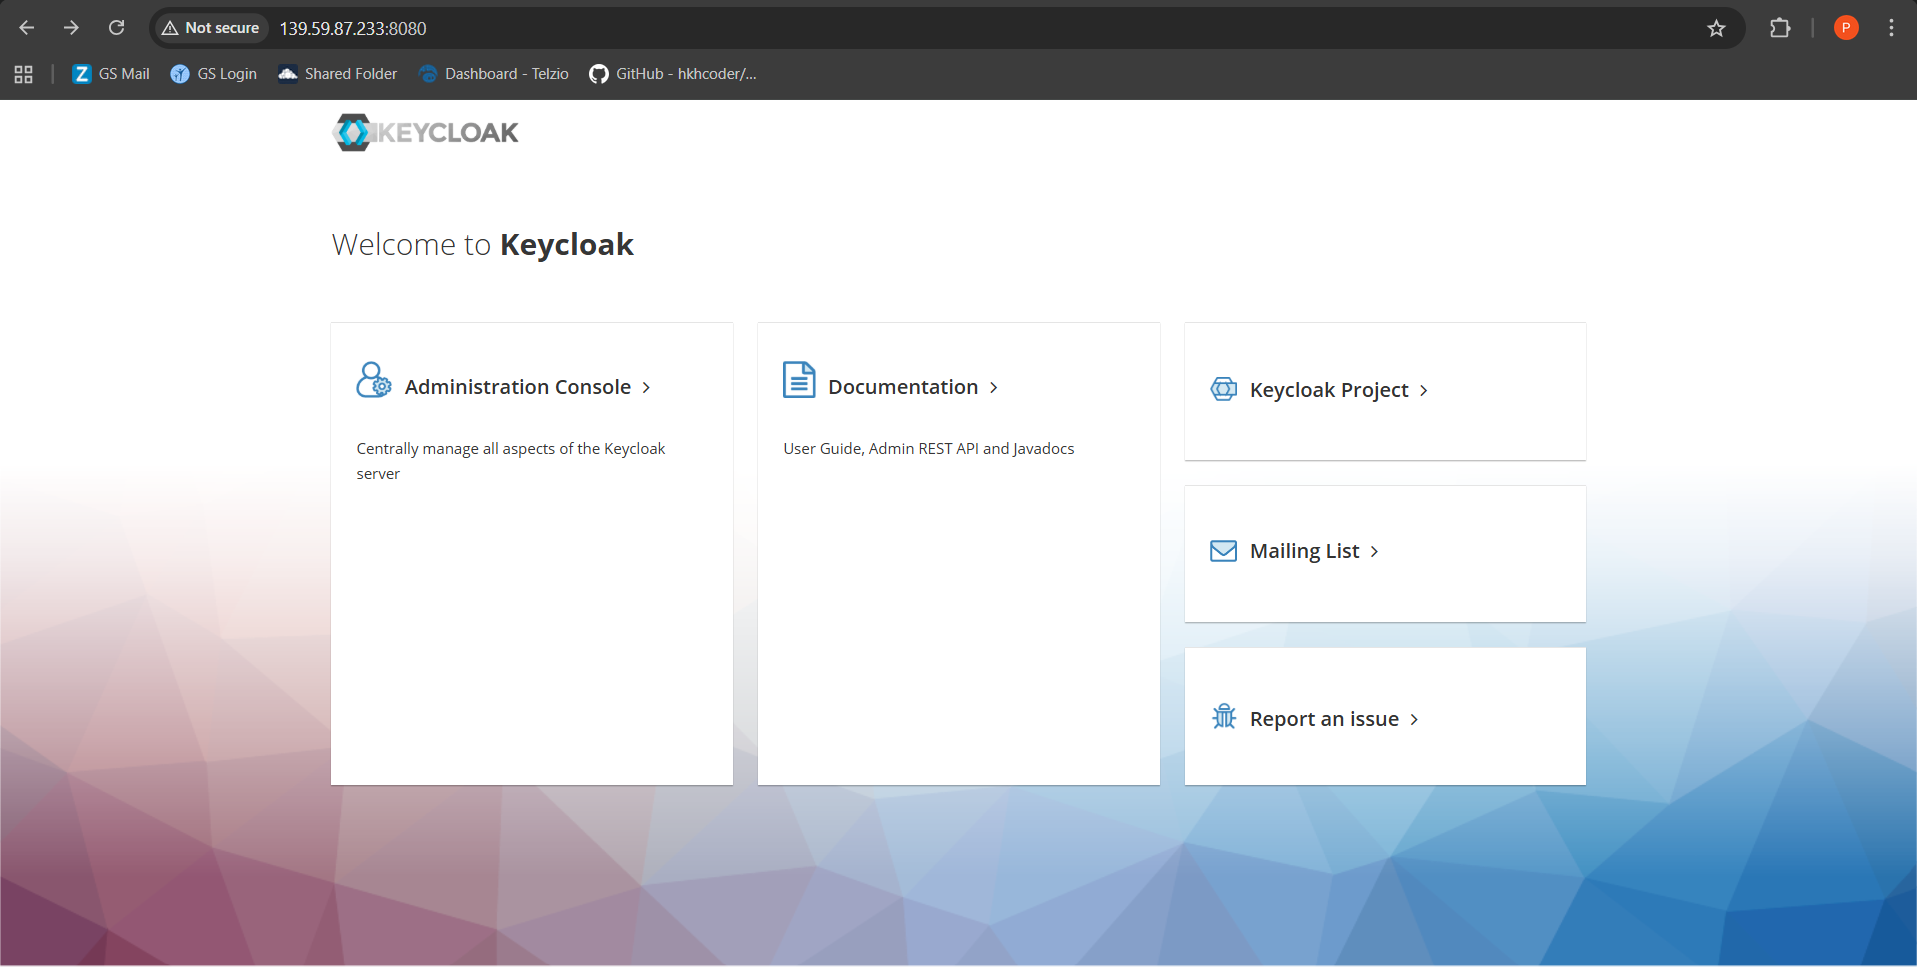 Not secure
139.59.87.233:8080
P
GS Mail
GS Login
Shared Folder
Dashboard - Telzio
GitHub - hkhcoder/...
KEYCLOAK
Welcome to Keycloak
Administration Console
Centrally manage all aspects of the Keycloak
server
Documentation
User Guide, Admin REST API and Javadocs
Keycloak Project
Mailing List
Report an issue